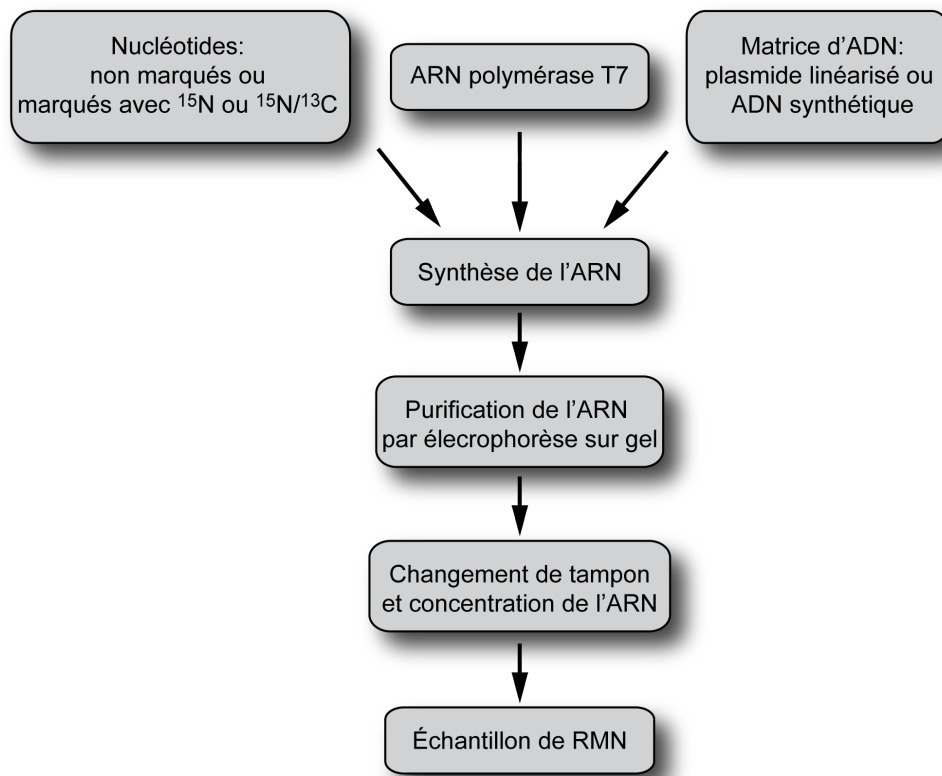 Nucléotides:
non marqués ou
marqués avec ¹⁵N ou ¹⁵N/¹³C
ARN polymérase T7
Matrice d’ADN:
plasmide linéarisé ou
ADN synthétique
Synthèse de l’ARN
Purification de l’ARN
par élecrophorèse sur gel
Changement de tampon
et concentration de l’ARN
Échantillon de RMN